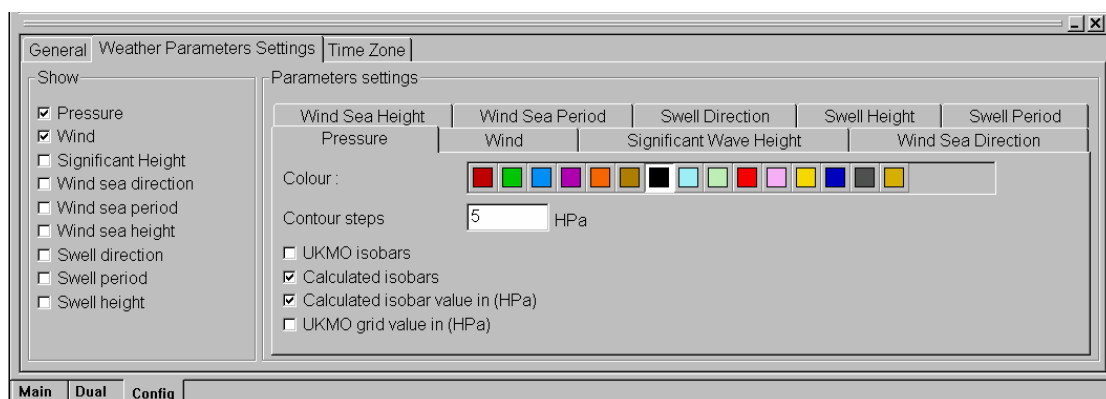 General Weather Parameters Settings Time Zone
Show
Pressure
Wind
Significant Height
Wind sea direction
Wind sea period
Wind sea height
Swell direction
Swell period
Swell height
Parameters settings
Wind Sea Height Wind Sea Period Swell Direction Swell Height Swell Period
Pressure Wind Significant Wave Height Wind Sea Direction
Colour :
Contour steps 5 HPa
UKMO isobars
Calculated isobars
Calculated isobar value in (HPa)
UKMO grid value in (HPa)
Main Dual Config